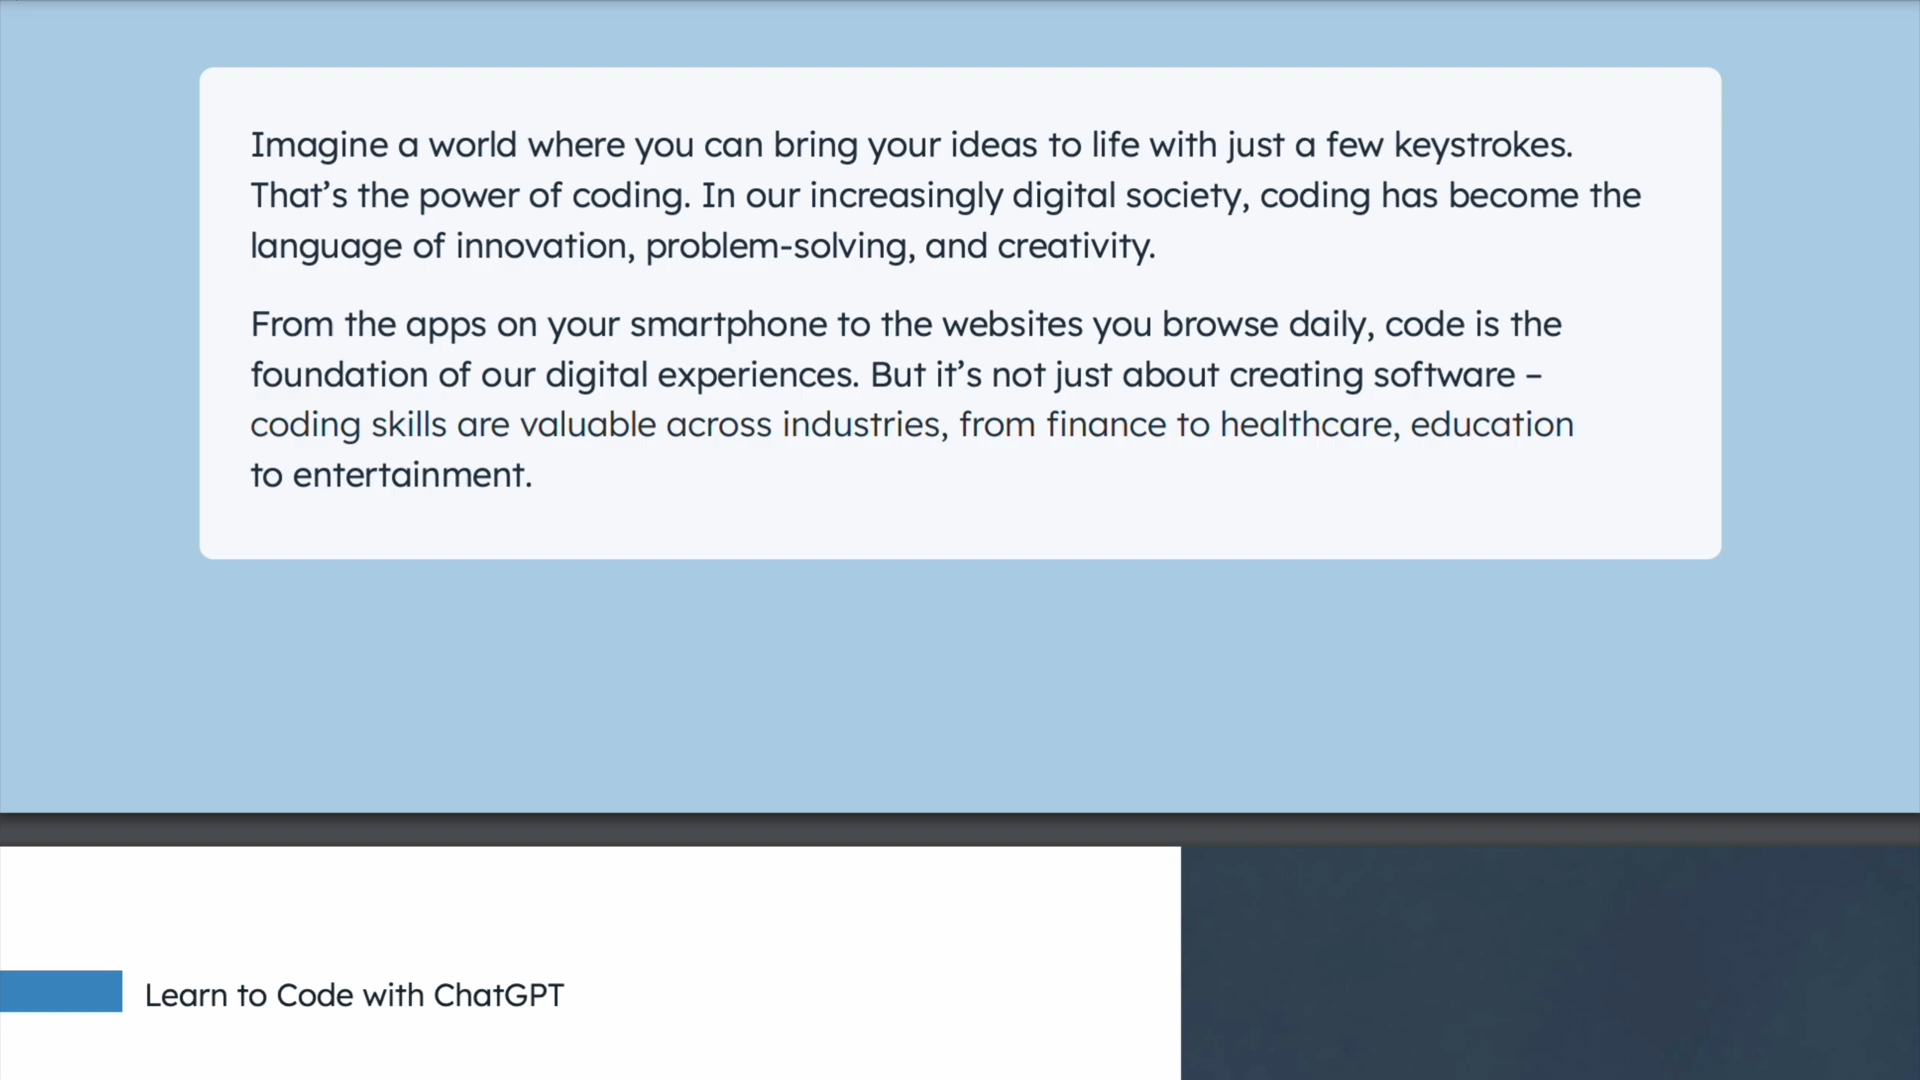 Imagine a world where you can bring your ideas to life with just a few keystrokes.
That’s the power of coding. In our increasingly digital society, coding has become the
language of innovation, problem-solving, and creativity.
From the apps on your smartphone to the websites you browse daily, code is the
foundation of our digital experiences. But it’s not just about creating software –
coding skills are valuable across industries, from finance to healthcare, education
to entertainment.
Learn to Code with ChatGPT